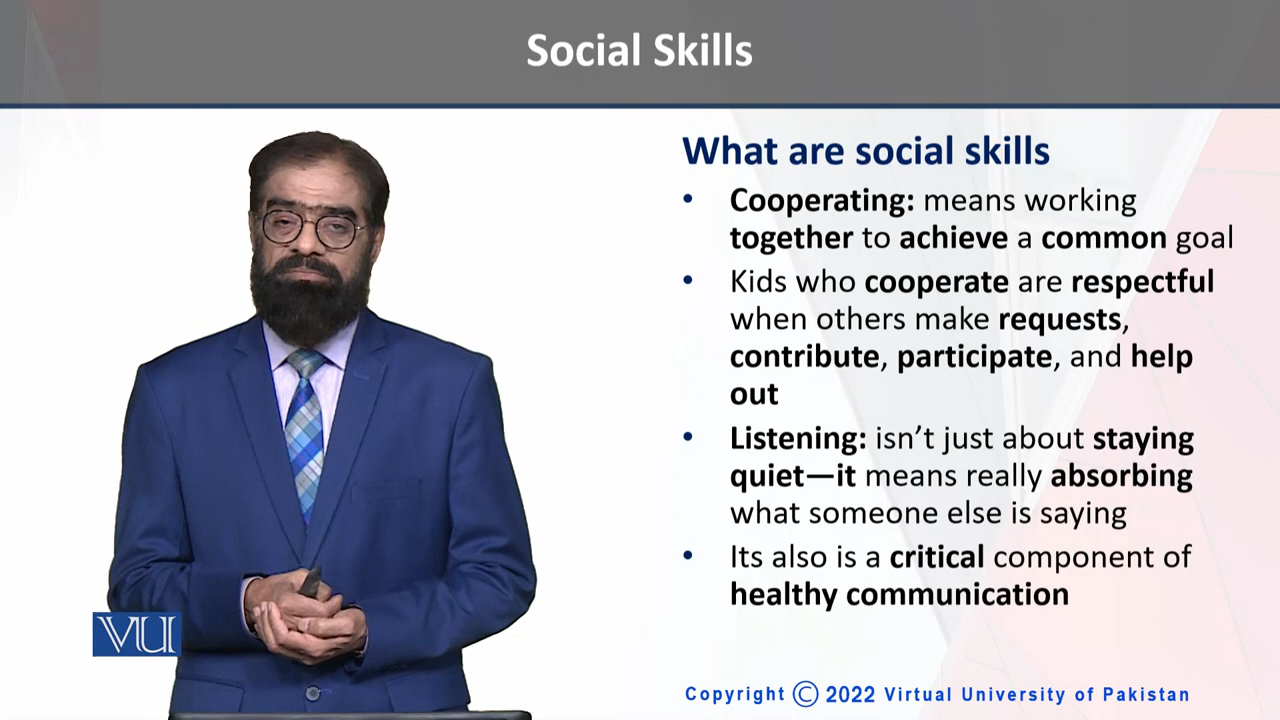 Social Skills
What are social skills
• Cooperating: means working
together to achieve a common goal
• Kids who cooperate are respectful
when others make requests,
contribute, participate, and help
out
• Listening: isn’t just about staying
quiet—it means really absorbing
what someone else is saying
• Its also is a critical component of
healthy communication
VU
Copyright © 2022 Virtual University of Pakistan